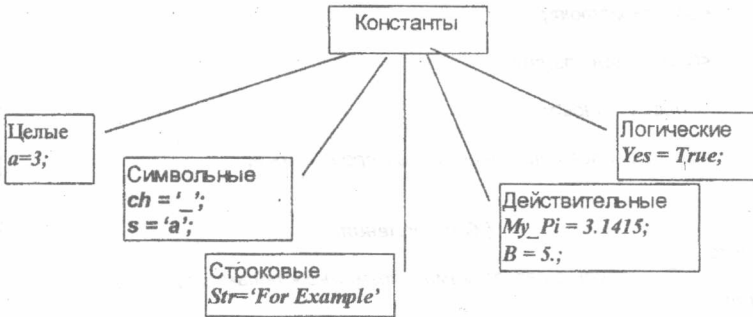 Константы
Целые
a=3;
Символьные
ch = ‘_’;
s = ‘a’;
Строковые
Str=‘For Example’
Действительные
My_Pi = 3.1415;
B = 5.;
Логические
Yes = True;